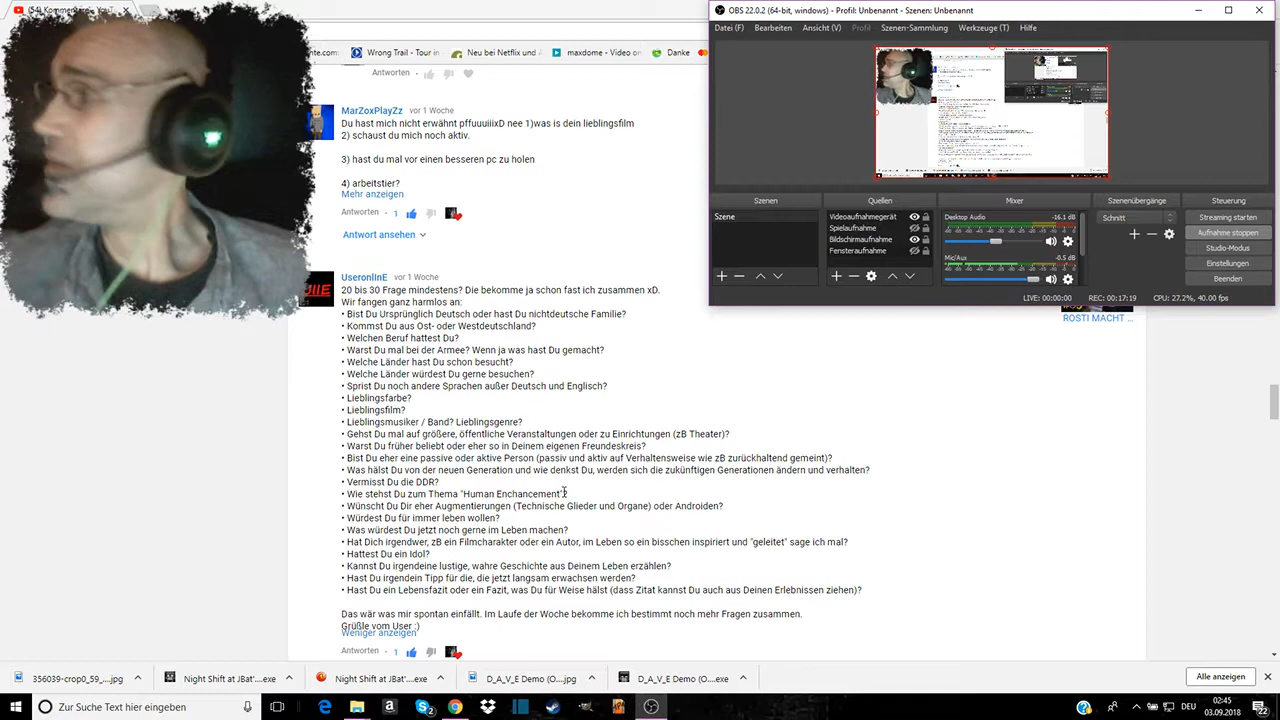 (54) Kommentare - YouT
OBS 22.0.2 (64-bit, windows) - Profil: Unbenannt - Szenen: Unbenannt
Datei (F) Bearbeiten Ansicht (V) Profil Szenen-Sammlung Werkzeuge (T) Hilfe
Wrong Trail - Tour in Neu bei Netflix und A maxdome - Video on Danke
Antworten
MarZsoPlayZz vor 1 Woche
2) schaust du mich noch aktiv.
3) hast du mal vor einen besseren pc zu holen
4) arbeitstier?
Mehr anzeigen
Antworten 1
Antwort ansehen
UseronlInE vor 1 Woche
20 bis 30 Frage mindestens? Die bekomme ja schon fast ich zusammen xD.
Wir fangen ganz harmlos an:
• Bist Du ursprünglich Deutsch oder hast Du nichtdeutsche Familie?
• Kommst Du aus Ost- oder Westdeutschland?
• Welchen Beruf hattest Du?
• Warst Du mal bei der Armee? Wenn ja was hast Du gemacht?
• Welche Länder hast Du schon besucht?
• Welche Länder würdest Du gerne besuchen?
• Sprist Du noch andere Sprachen außer Deutsch und Englisch?
• Lieblingsfarbe?
• Lieblingsfilm?
• Lieblingsmusiker / Band? Lieblingsgenre?
• Gehst Du mal auf größere, öffentliche Veranstaltungen oder zu Einrichtungen (zB Theater)?
• Warst Du früher beliebt oder eher so in Deinem eigenen Freundeskreis?
• Bist Du eher eine passive oder aktive Person (passiv und aktiv auf Verhaltensweise wie zB zurückhaltend gemeint)?
• Was hälst Du von der neuen Generation und wie denkst Du, werden sich die zukünftigen Generationen ändern und verhalten?
• Vermisst Du die DDR?
• Wie stehst Du zum Thema "Human Enchancement"?
• Wünscht Du Dir eher Augmentierungen (Technische Glieder und Organe) oder Androiden?
• Würdest Du für immer leben wollen?
• Was würdest Du jetzt noch gerne im Leben machen?
• Hat Dich irgendwer, zB ein Filmcharakter oder ein Autor, im Leben so ein bisschen inspiriert und "geleitet" sage ich mal?
• Hattest Du ein Idol?
• Kannst Du irgendeine lustige, wahre Geschichte aus Deinem Leben erzählen?
• Hast Du irgendein Tipp für die, die jetzt langsam erwachsen werden?
• Hast Du ein Lebensfazit oder ein Fazit, was Du für Weise hälst (dass Zitat kannst Du auch aus Deinen Erlebnissen ziehen)?
Das wär was mir spontan einfällt. Im Laufe der Woche bekomme ich bestimmt noch mehr Fragen zusammen.
Grüßle vom User :)
Weniger anzeigen
Antworten 1
Szenen Quellen Mixer Szenenübergänge Steuerung
Szene
Videoaufnahmegerät
Spielaufnahme
Bildschirmaufnahme
Fensteraufnahme
Desktop Audio -16.1 dB
Mic/Aux -0.5 dB
Schnitt
Streaming starten
Aufnahme stoppen
Studio-Modus
Einstellungen
Beenden
LIVE: 00:00:00 REC: 00:17:19 CPU: 27.2%, 40.00 fps
ROSTI MACHT ...
356039-crop0_59_....jpg Night Shift at JBat'....exe Night Shift at JBat'....exe D_A_V_E Demo (O....jpg D_A_V_E Demo (O....exe Alle anzeigen
Zur Suche Text hier eingeben
DEU 02:45
03.09.2018 22